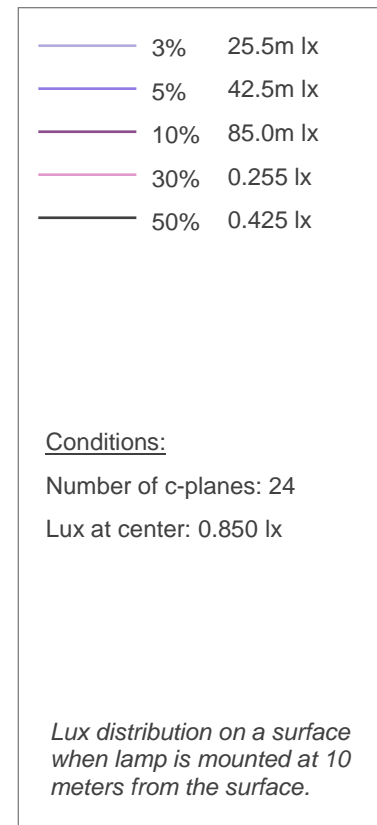 3% 25.5m lx
5% 42.5m lx
10% 85.0m lx
30% 0.255 lx
50% 0.425 lx
Conditions:
Number of c-planes: 24
Lux at center: 0.850 lx
Lux distribution on a surface
when lamp is mounted at 10
meters from the surface.